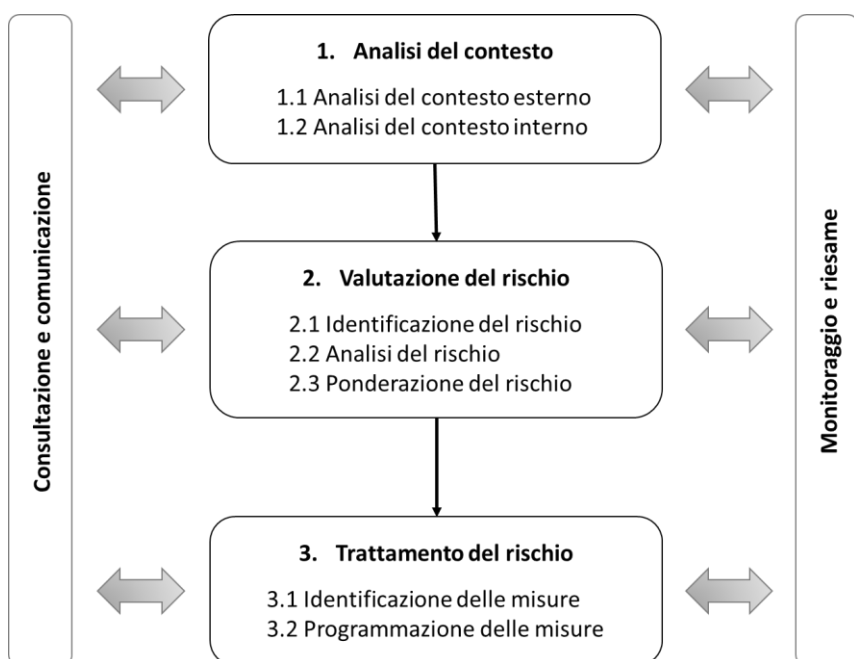 Consultazione e comunicazione
1. Analisi del contesto
1.1 Analisi del contesto esterno
1.2 Analisi del contesto interno
2. Valutazione del rischio
2.1 Identificazione del rischio
2.2 Analisi del rischio
2.3 Ponderazione del rischio
3. Trattamento del rischio
3.1 Identificazione delle misure
3.2 Programmazione delle misure
Monitoraggio e riesame